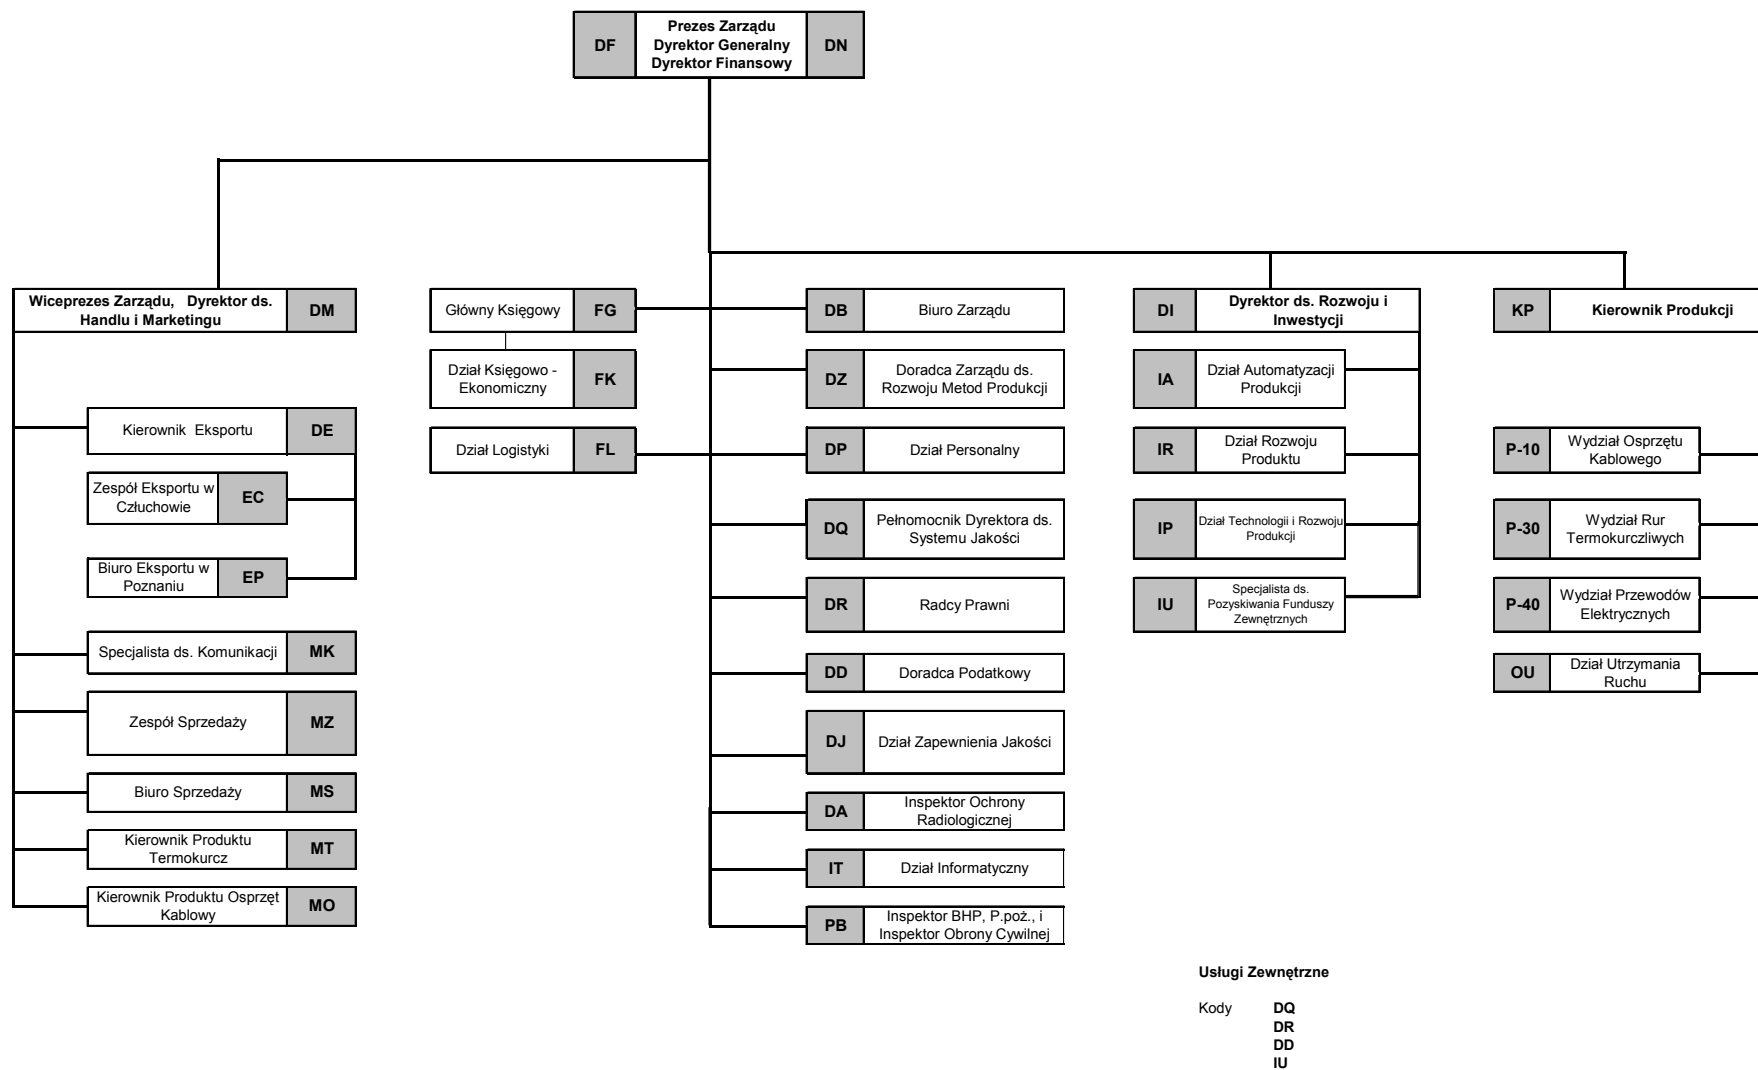 DF
Prezes Zarządu
Dyrektor Generalny
Dyrektor Finansowy
DN
Wiceprezes Zarządu, Dyrektor ds.
Handlu i Marketingu
DM
Kierownik Eksportu
DE
Zespół Eksportu w
Człuchowie
EC
Biuro Eksportu w
Poznaniu
EP
Specjalista ds. Komunikacji
MK
Zespół Sprzedaży
MZ
Biuro Sprzedaży
MS
Kierownik Produktu
Termokurcz
MT
Kierownik Produktu Osprzęt
Kablowy
MO
Główny Księgowy
FG
Dział Księgowo -
Ekonomiczny
FK
Dział Logistyki
FL
DB
Biuro Zarządu
DZ
Doradca Zarządu ds.
Rozwoju Metod Produkcji
DP
Dział Personalny
DQ
Pełnomocnik Dyrektora ds.
Systemu Jakości
DR
Radcy Prawni
DD
Doradca Podatkowy
DJ
Dział Zapewnienia Jakości
DA
Inspektor Ochrony
Radiologicznej
IT
Dział Informatyczny
PB
Inspektor BHP, P.poż., i
Inspektor Obrony Cywilnej
DI
Dyrektor ds. Rozwoju i
Inwestycji
IA
Dział Automatyzacji
Produkcji
IR
Dział Rozwoju
Produktu
IP
Dział Technologii i Rozwoju
Produkcji
IU
Specjalista ds.
Pozyskiwania Funduszy
Zewnętrznych
KP
Kierownik Produkcji
P-10
Wydział Osprzętu
Kablowego
P-30
Wydział Rur
Termokurczliwych
P-40
Wydział Przewodów
Elektrycznych
OU
Dział Utrzymania
Ruchu
Usługi Zewnętrzne
Kody DQ
DR
DD
IU